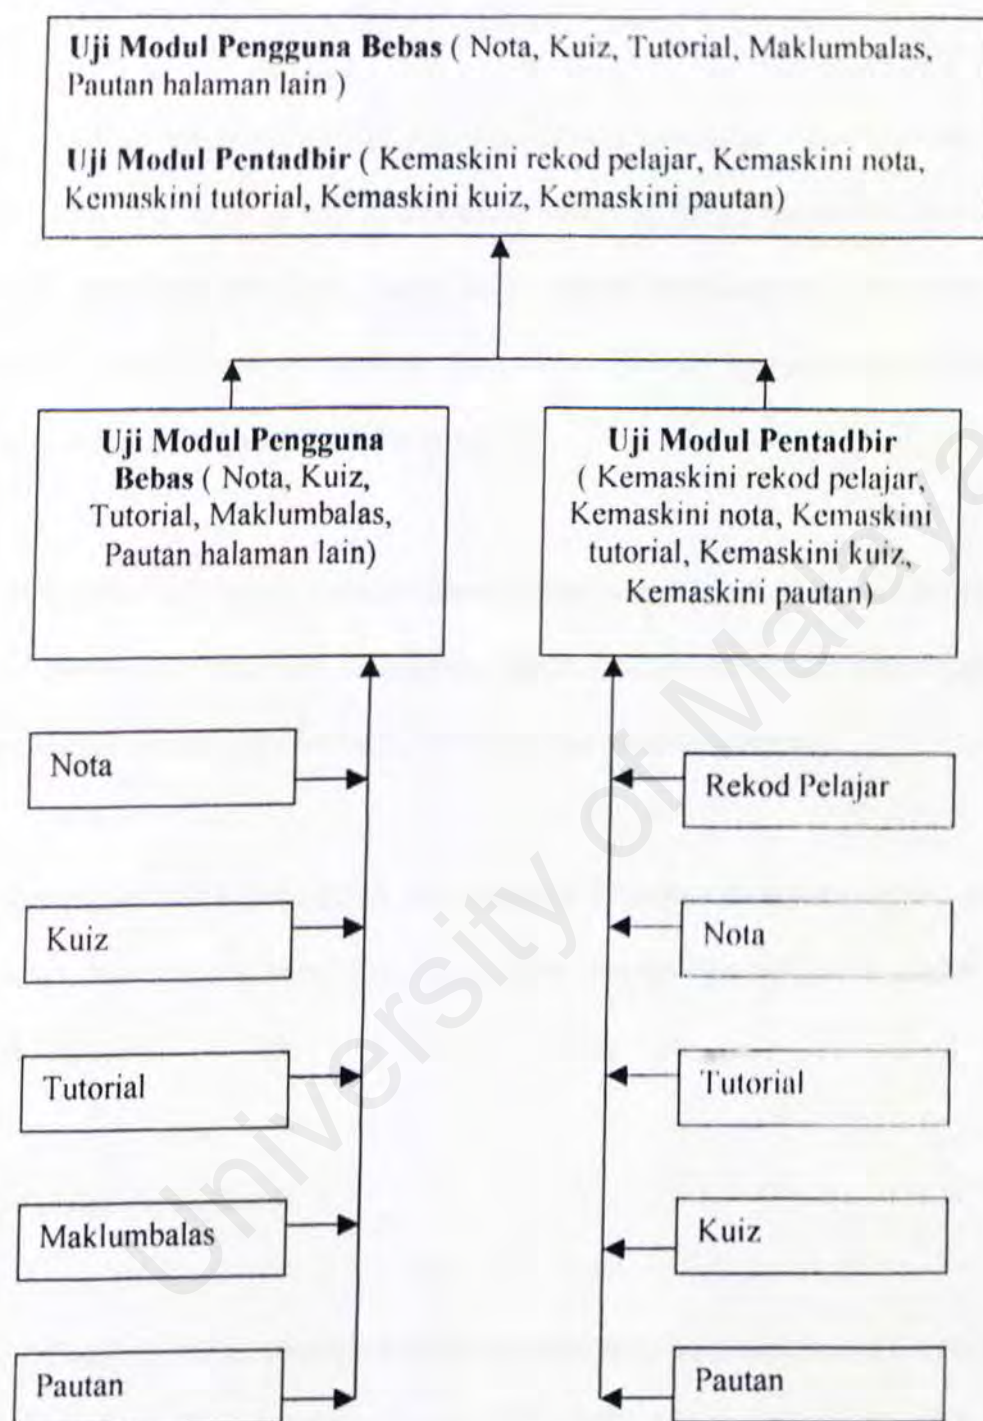 Uji Modul Pengguna Bebas ( Nota, Kuiz, Tutorial, Maklumbalas,
Pautan halaman lain )
Uji Modul Pentadbir ( Kemaskini rekod pelajar, Kemaskini nota,
Kemaskini tutorial, Kemaskini kuiz, Kemaskini pautan)
Uji Modul Pengguna
Bebas ( Nota, Kuiz,
Tutorial, Maklumbalas,
Pautan halaman lain)
Uji Modul Pentadbir
( Kemaskini rekod pelajar,
Kemaskini nota, Kemaskini
tutorial, Kemaskini kuiz,
Kemaskini pautan)
Nota
Kuiz
Tutorial
Maklumbalas
Pautan
Rekod Pelajar
Nota
Tutorial
Kuiz
Pautan
University of Malaya